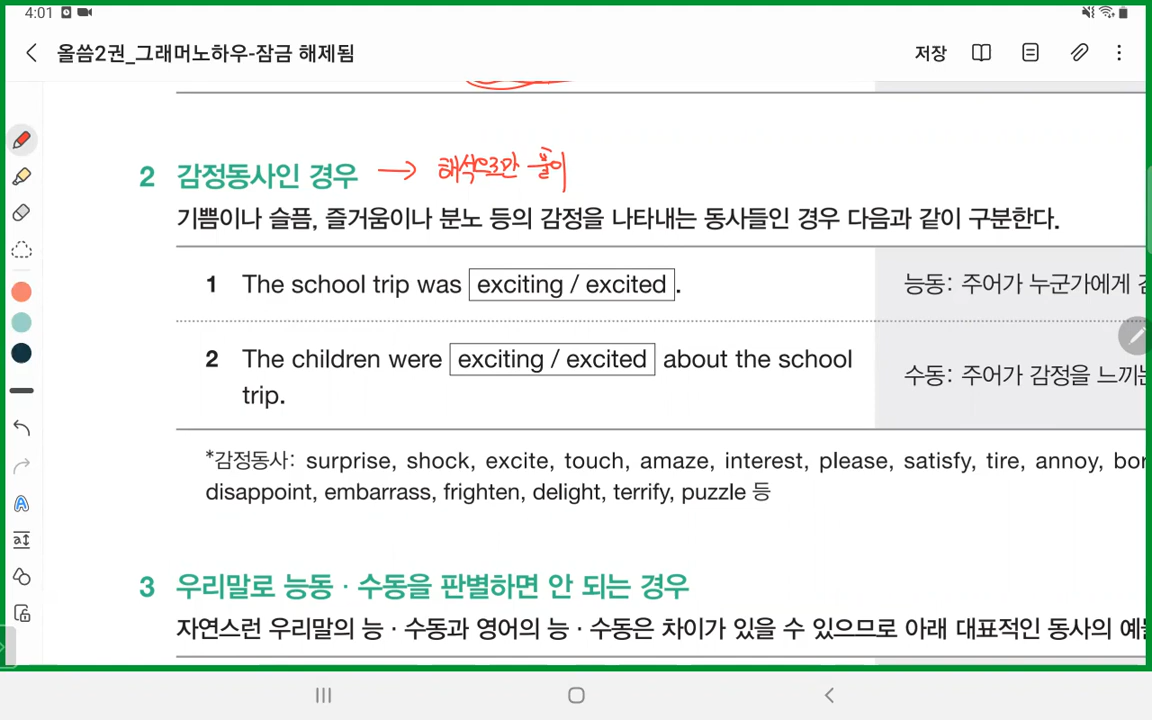 4:01
올씀2권_그래머노하우-잠금 해제됨
저장
2 감정동사인 경우 → 해석으로만 풀이
기쁨이나 슬픔, 즐거움이나 분노 등의 감정을 나타내는 동사들인 경우 다음과 같이 구분한다.
1 The school trip was exciting / excited. 능동: 주어가 누군가에게
2 The children were exciting / excited about the school
trip.
수동: 주어가 감정을 느끼는
*감정동사: surprise, shock, excite, touch, amaze, interest, please, satisfy, tire, annoy, bor
disappoint, embarrass, frighten, delight, terrify, puzzle 등
3 우리말로 능동 · 수동을 판별하면 안 되는 경우
자연스런 우리말의 능 · 수동과 영어의 능 · 수동은 차이가 있을 수 있으므로 아래 대표적인 동사의